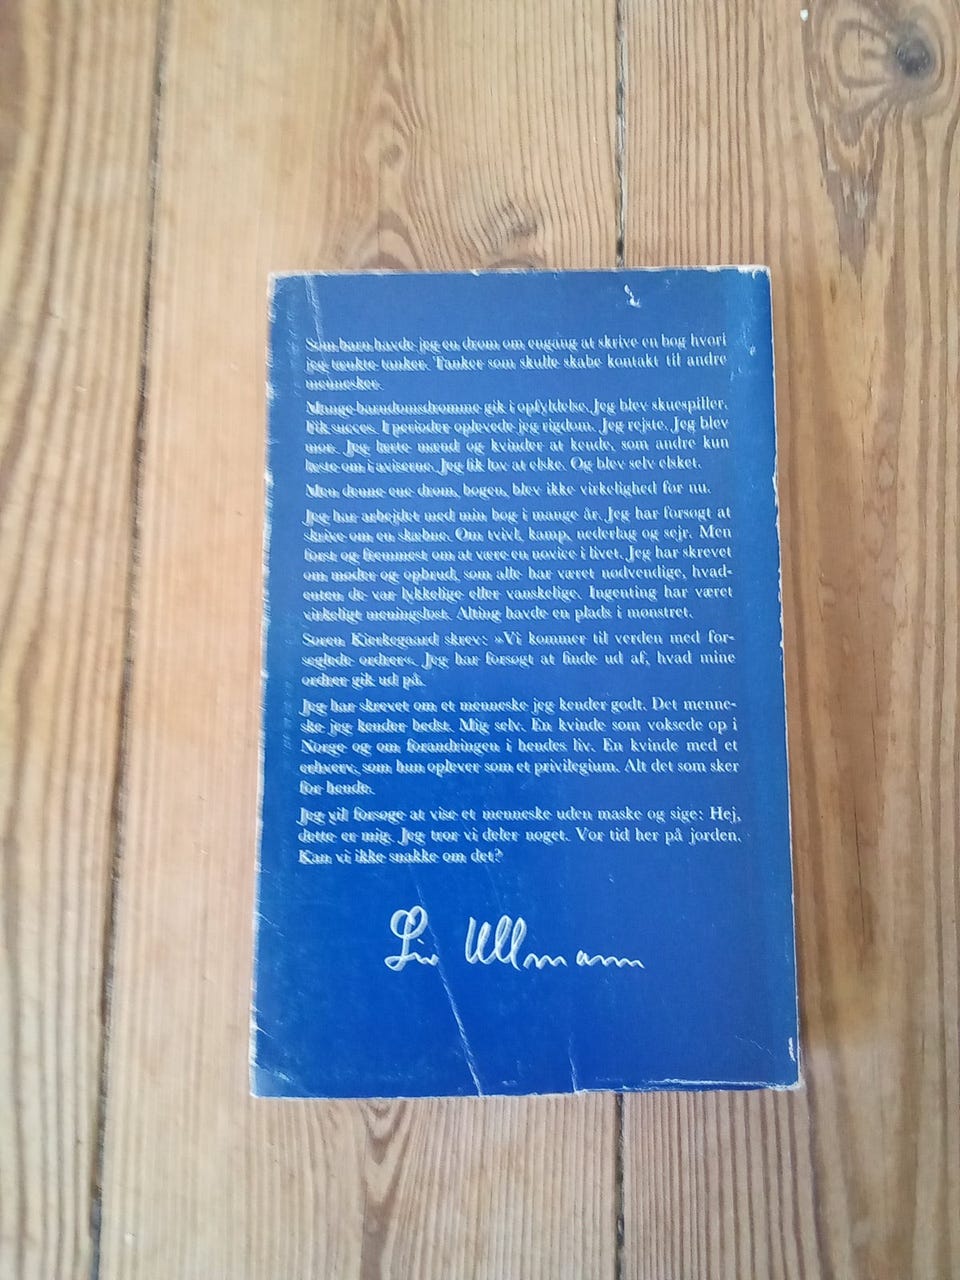 Som barn havde jeg en drøm om engang at skrive en bog hvori
jeg tænkte tanker. Tanker som skulle skabe kontakt til andre
mennesker.
Mange barndomsdrømme gik i opfyldelse. Jeg blev skuespiller.
Fik succes. I perioder oplevede jeg rigdom. Jeg rejste. Jeg blev
mor. Jeg lærte mænd og kvinder at kende, som andre kun
læste om i aviserne. Jeg fik lov at elske. Og blev selv elsket.
Men denne ene drøm, bogen, blev ikke virkelighed før nu.
Jeg har arbejdet med min bog i mange år. Jeg har forsøgt at
skrive om en skæbne. Om tvivl, kamp, nederlag og sejr. Men
først og fremmest om at være en novice i livet. Jeg har skrevet
om møder og opbrud, som alle har været nødvendige, hvad-
enten de var lykkelige eller vanskelige. Ingenting har været
virkeligt meningsløst. Alting havde en plads i mønstret.
Søren Kierkegaard skrev: »Vi kommer til verden med for-
seglede ordrer«. Jeg har forsøgt at finde ud af, hvad mine
ordrer gik ud på.
Jeg har skrevet om et menneske jeg kender godt. Det menne-
ske jeg kender bedst. Mig selv. En kvinde som voksede op i
Norge og om forandringen i hendes liv. En kvinde med et
erhverv, som hun oplever som et privilegium. Alt det som sker
for hende.
Jeg vil forsøge at vise et menneske uden maske og sige: Hej,
dette er mig. Jeg tror vi deler noget. Vor tid her på jorden.
Kan vi ikke snakke om det?
Liv Ullmann